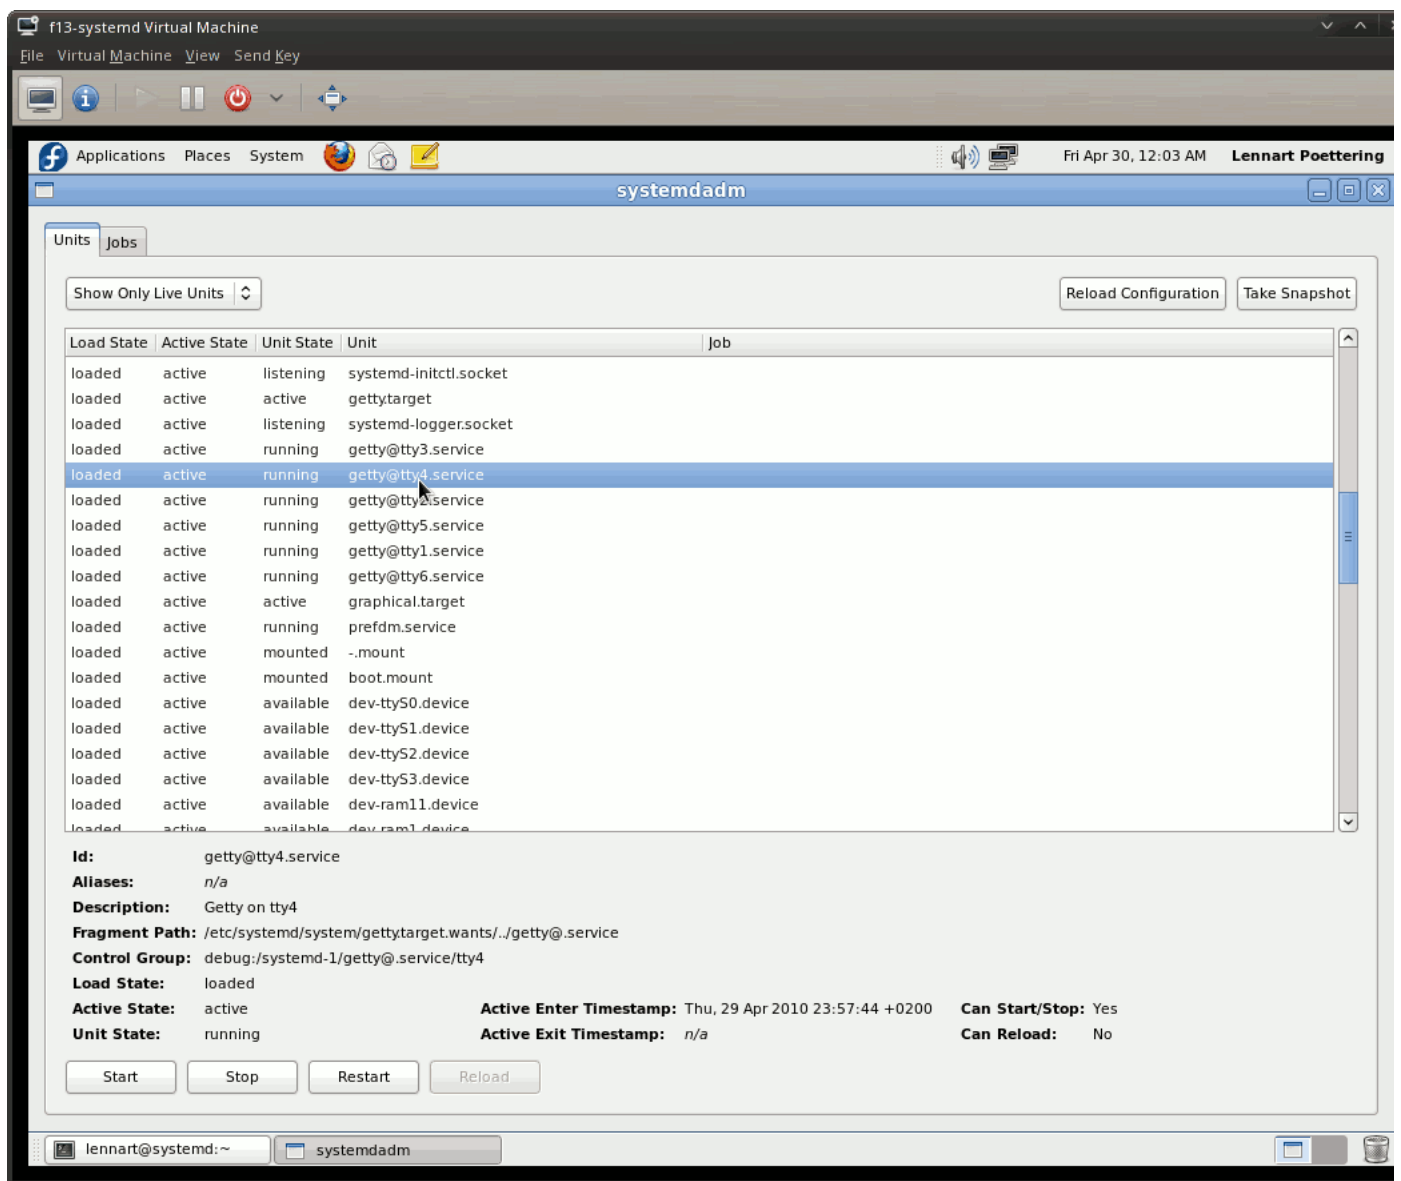 f13-systemd Virtual Machine
File Virtual Machine View Send Key
Applications Places System Fri Apr 30, 12:03 AM Lennart Poettering
systemdadm
Units Jobs
Show Only Live Units Reload Configuration Take Snapshot
Load State Active State Unit State Unit Job
loaded active listening systemd-initctl.socket
loaded active active getty.target
loaded active listening systemd-logger.socket
loaded active running getty@tty3.service
loaded active running getty@tty4.service
loaded active running getty@tty2.service
loaded active running getty@tty5.service
loaded active running getty@tty1.service
loaded active running getty@tty6.service
loaded active active graphical.target
loaded active running prefdm.service
loaded active mounted -.mount
loaded active mounted boot.mount
loaded active available dev-ttyS0.device
loaded active available dev-ttyS1.device
loaded active available dev-ttyS2.device
loaded active available dev-ttyS3.device
loaded active available dev-ram11.device
loaded active available dev-ram1.device
Id: getty@tty4.service
Aliases: n/a
Description: Getty on tty4
Fragment Path: /etc/systemd/system/getty.target.wants/../getty@.service
Control Group: debug:/systemd-1/getty@.service/tty4
Load State: loaded
Active State: active Active Enter Timestamp: Thu, 29 Apr 2010 23:57:44 +0200 Can Start/Stop: Yes
Unit State: running Active Exit Timestamp: n/a Can Reload: No
Start Stop Restart Reload
lennart@systemd:~ systemdadm